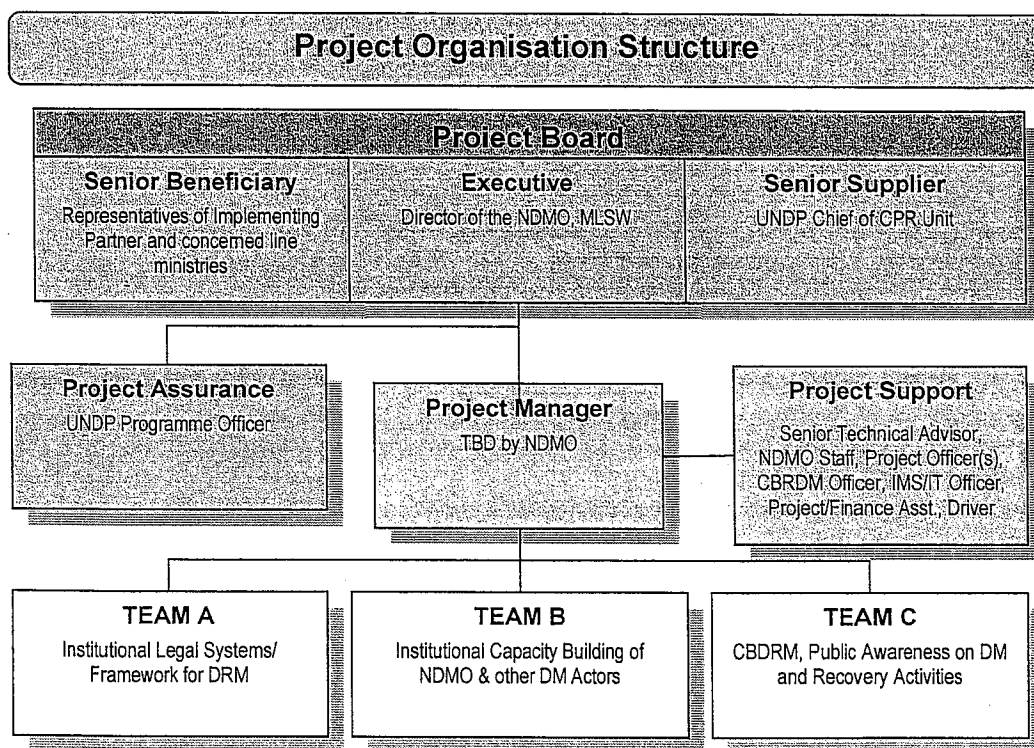 Project Organisation Structure
Project Board
Senior Beneficiary
Representatives of Implementing
Partner and concerned line
ministries
Executive
Director of the NDMO, MLSW
Senior Supplier
UNDP Chief of CPR Unit
Project Assurance
UNDP Programme Officer
Project Manager
TBD by NDMO
Project Support
Senior Technical Advisor,
NDMO Staff, Project Officer(s),
CBRDM Officer, IMS/IT Officer,
Project/Finance Asst., Driver
TEAM A
Institutional Legal Systems/
Framework for DRM
TEAM B
Institutional Capacity Building of
NDMO & other DM Actors
TEAM C
CBDRM, Public Awareness on DM
and Recovery Activities